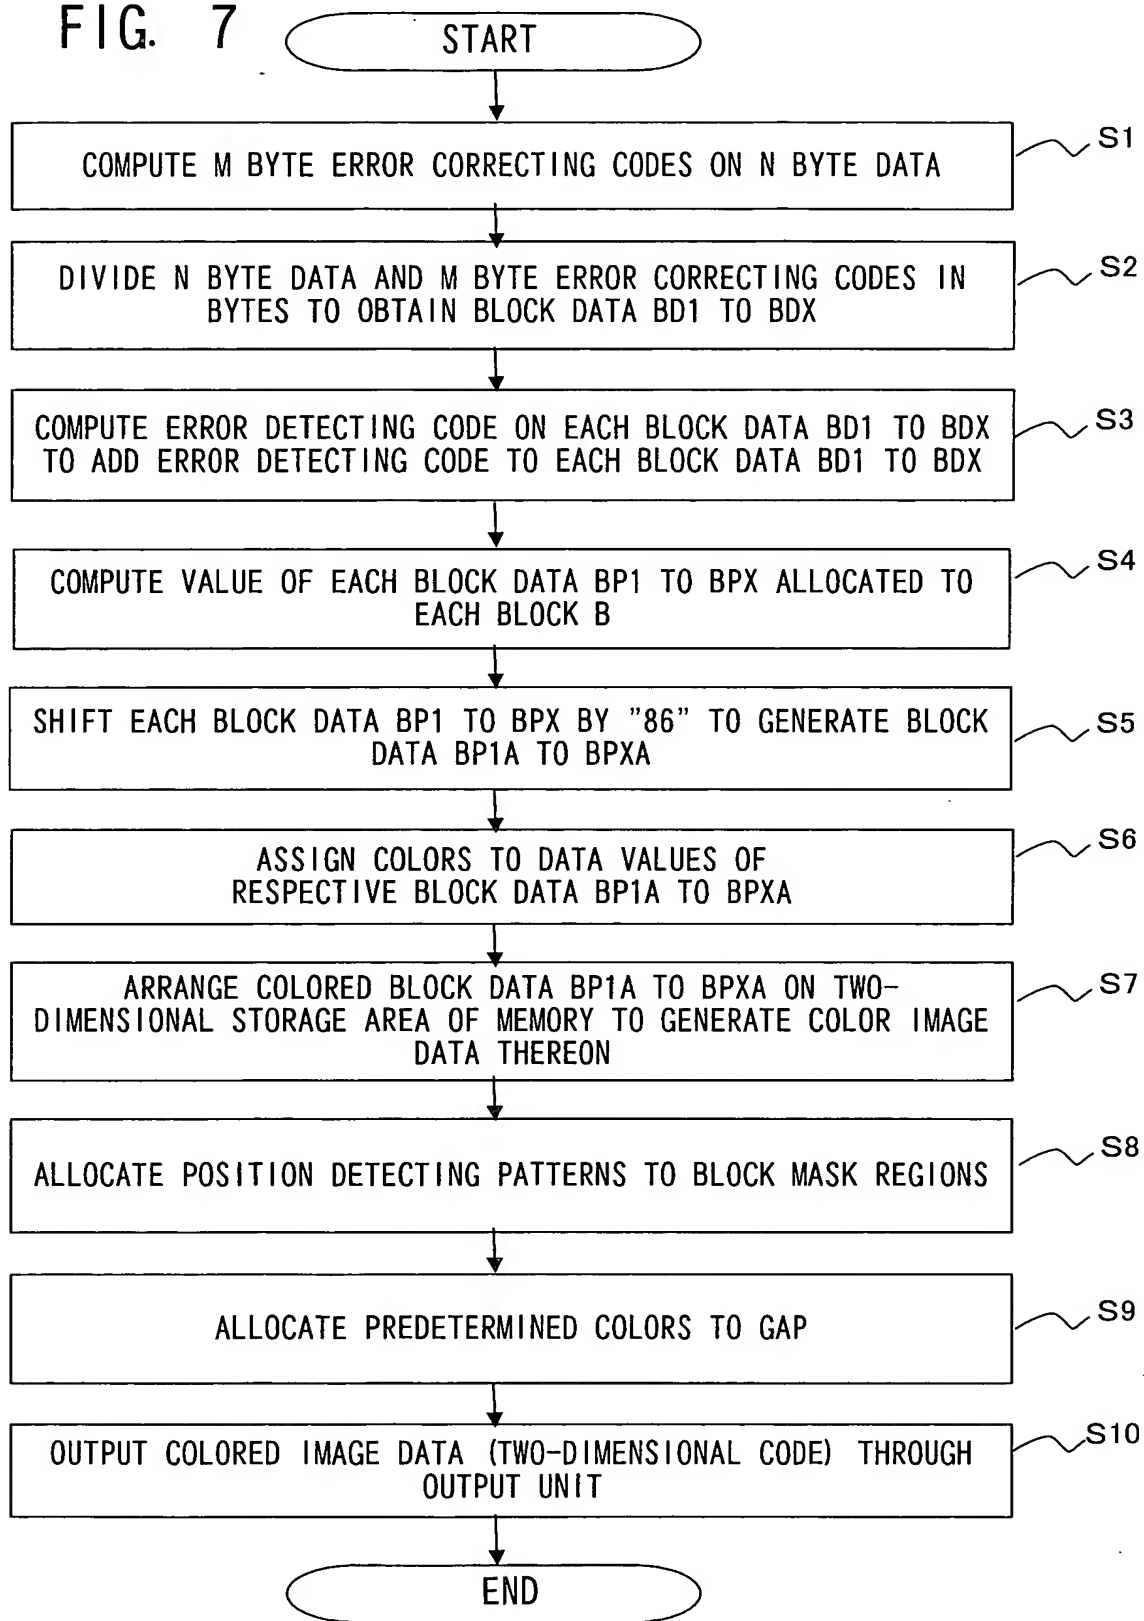 FIG. 7
START
COMPUTE M BYTE ERROR CORRECTING CODES ON N BYTE DATA
S1
DIVIDE N BYTE DATA AND M BYTE ERROR CORRECTING CODES IN
BYTES TO OBTAIN BLOCK DATA BD1 TO BDX
S2
COMPUTE ERROR DETECTING CODE ON EACH BLOCK DATA BD1 TO BDX
TO ADD ERROR DETECTING CODE TO EACH BLOCK DATA BD1 TO BDX
S3
COMPUTE VALUE OF EACH BLOCK DATA BP1 TO BPX ALLOCATED TO
EACH BLOCK B
S4
SHIFT EACH BLOCK DATA BP1 TO BPX BY "86" TO GENERATE BLOCK
DATA BP1A TO BPXA
S5
ASSIGN COLORS TO DATA VALUES OF
RESPECTIVE BLOCK DATA BP1A TO BPXA
S6
ARRANGE COLORED BLOCK DATA BP1A TO BPXA ON TWO-
DIMENSIONAL STORAGE AREA OF MEMORY TO GENERATE COLOR IMAGE
DATA THEREON
S7
ALLOCATE POSITION DETECTING PATTERNS TO BLOCK MASK REGIONS
S8
ALLOCATE PREDETERMINED COLORS TO GAP
S9
OUTPUT COLORED IMAGE DATA (TWO-DIMENSIONAL CODE) THROUGH
OUTPUT UNIT
S10
END